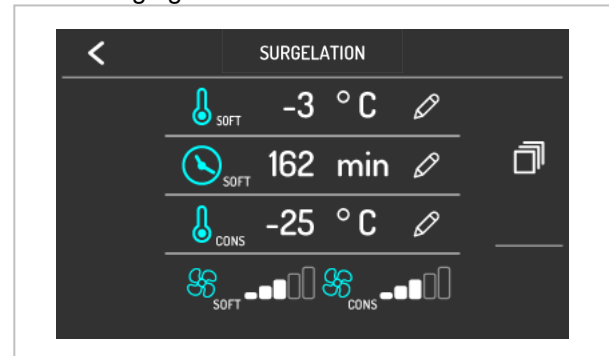 SURGELATION
SOFT -3 °C
SOFT 162 min
CONS -25 °C
SOFT CONS